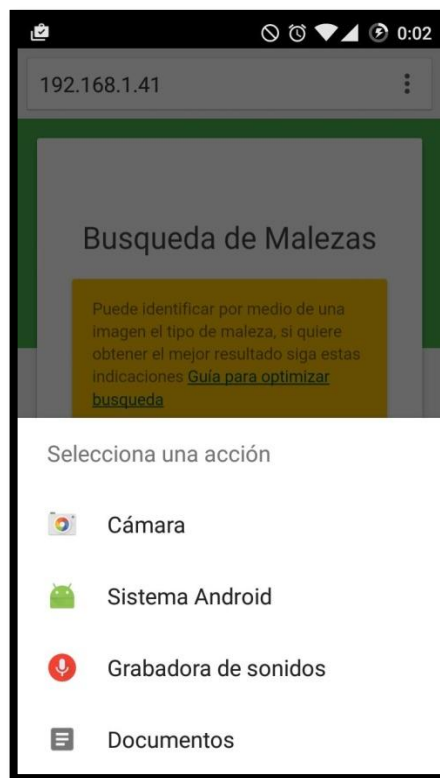 0:02
192.168.1.41
Busqueda de Malezas
Puede identificar por medio de una
imagen el tipo de maleza, si quiere
obtener el mejor resultado siga estas
indicaciones Guía para optimizar
busqueda
Selecciona una acción
Cámara
Sistema Android
Grabadora de sonidos
Documentos